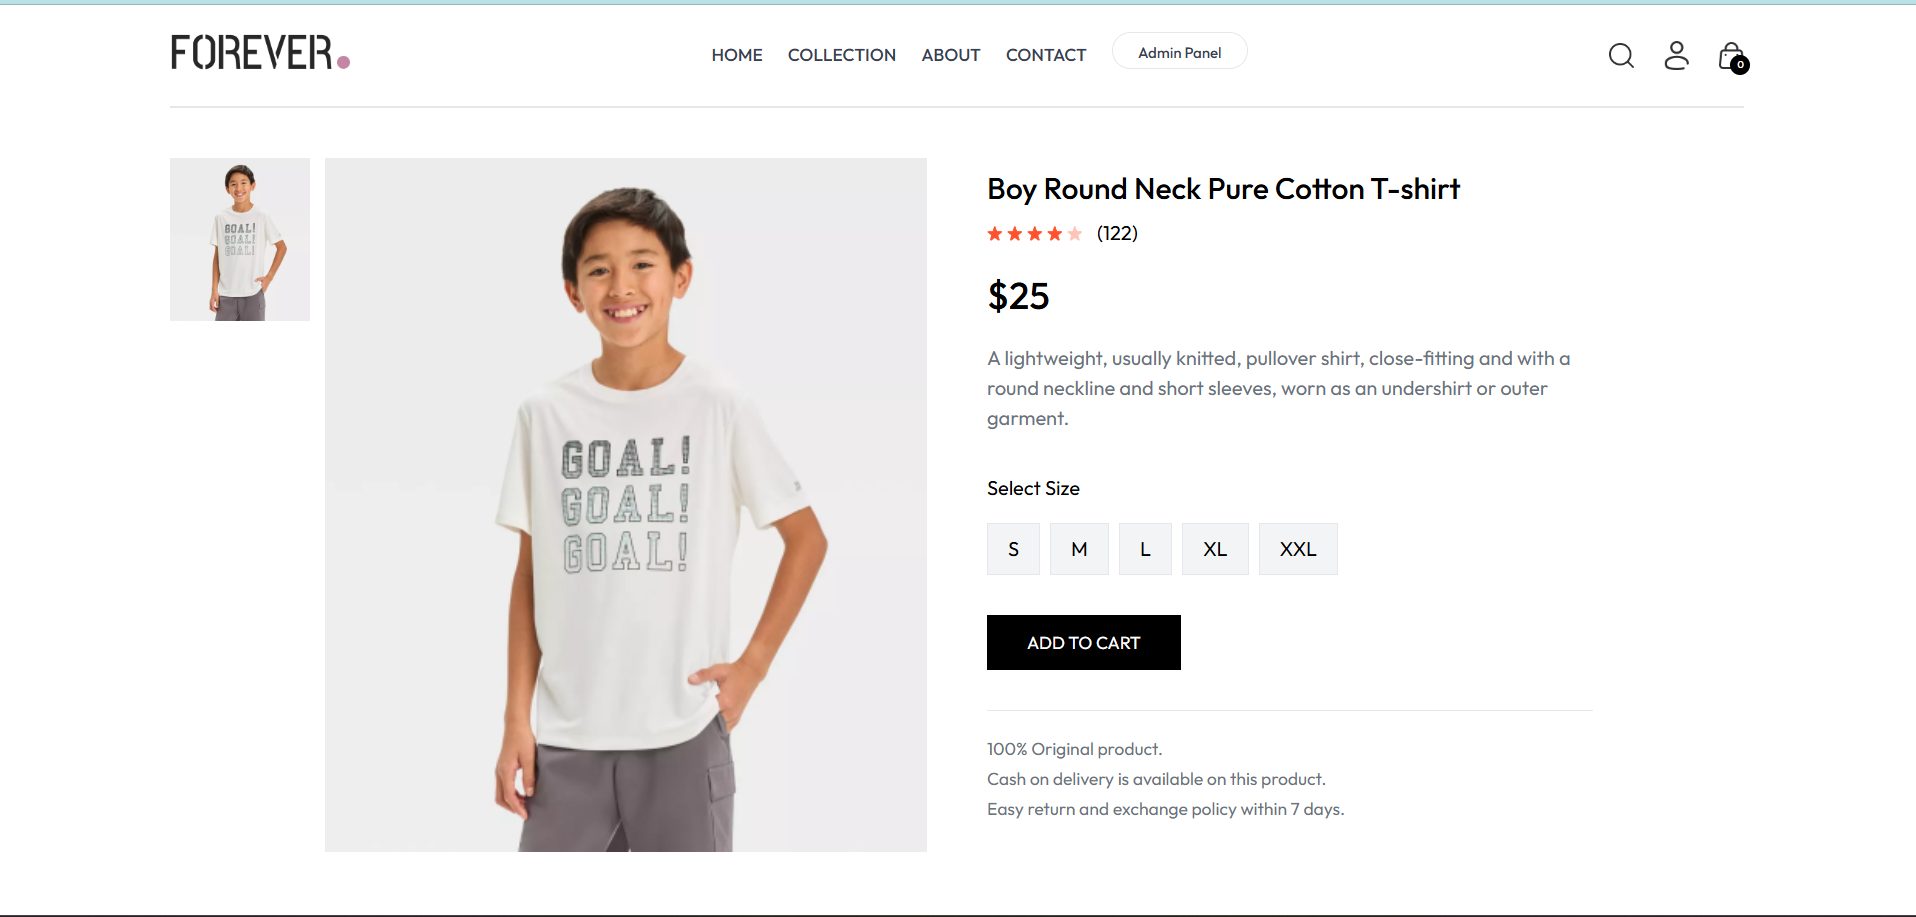 FOREVER.
HOME COLLECTION ABOUT CONTACT Admin Panel
0
Boy Round Neck Pure Cotton T-shirt
(122)
$25
A lightweight, usually knitted, pullover shirt, close-fitting and with a
round neckline and short sleeves, worn as an undershirt or outer
garment.
GOAL!
GOAL!
GOAL!
GOAL!
GOAL!
GOAL!
Select Size
S M L XL XXL
ADD TO CART
100% Original product.
Cash on delivery is available on this product.
Easy return and exchange policy within 7 days.